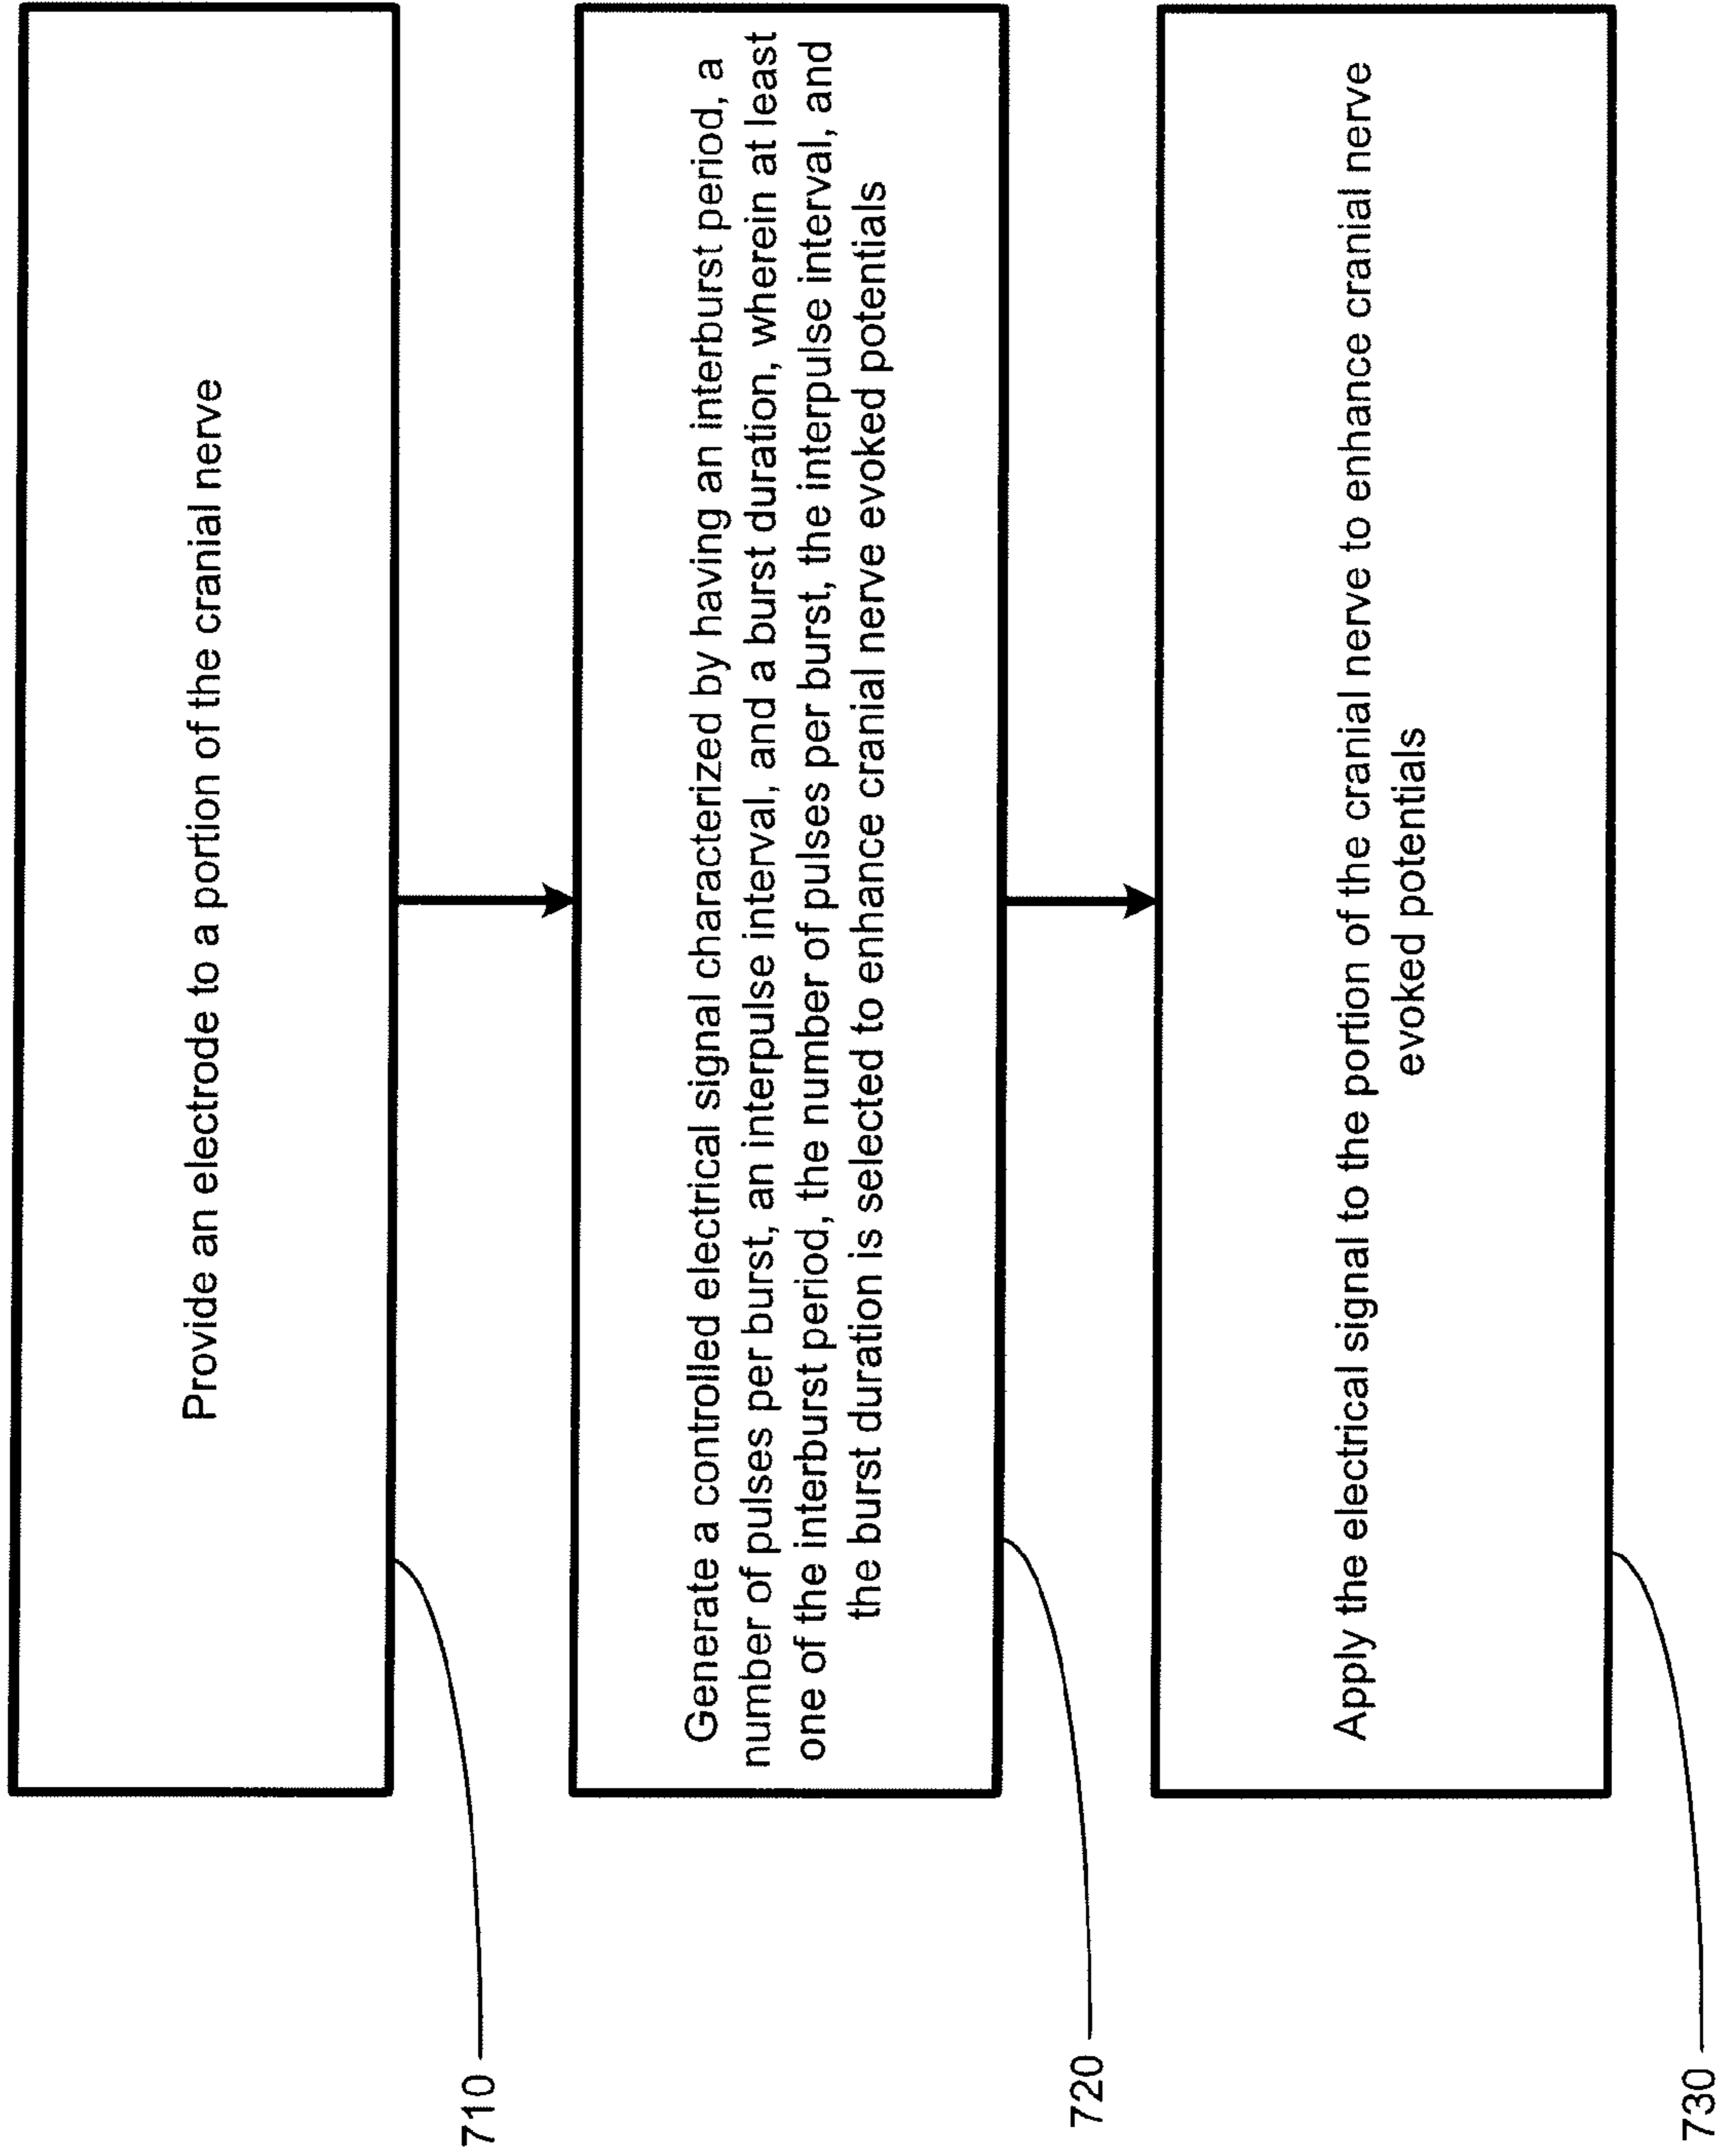 Provide an electrode to a portion of the cranial nerve
710
Generate a controlled electrical signal characterized by having an interburst period, a
number of pulses per burst, an interpulse interval, and a burst duration, wherein at least
one of the interburst period, the number of pulses per burst, the interpulse interval, and
the burst duration is selected to enhance cranial nerve evoked potentials
720
Apply the electrical signal to the portion of the cranial nerve to enhance cranial nerve
evoked potentials
730